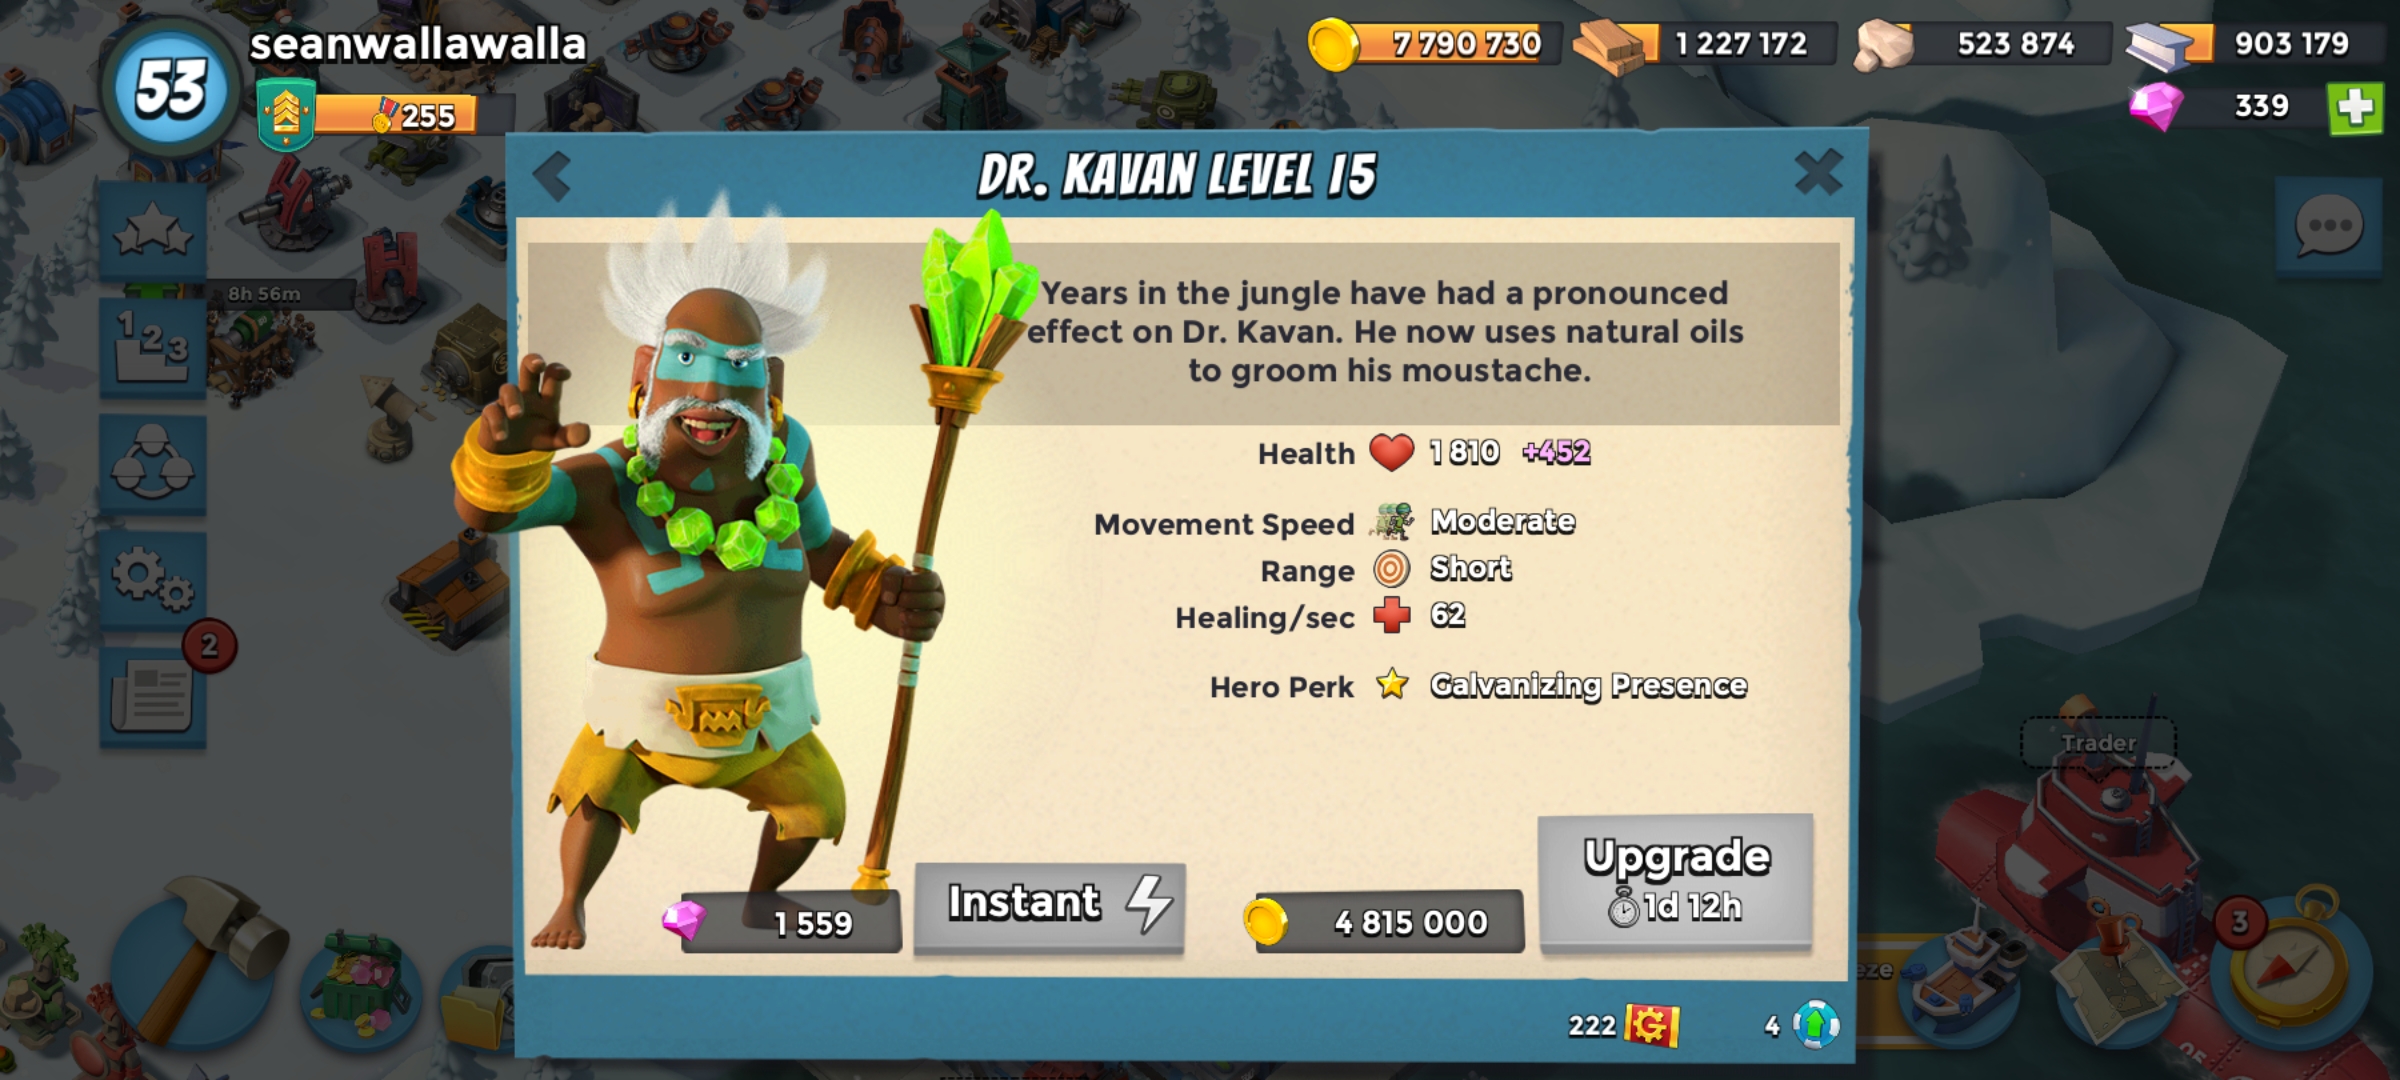 53
seanwallawalla
255
7 790 730
1 227 172
523 874
903 179
339
DR. KAVAN LEVEL 15
8h 56m
1 2 3
Years in the jungle have had a pronounced
effect on Dr. Kavan. He now uses natural oils
to groom his moustache.
Health 1 810 +452
Movement Speed Moderate
Range Short
Healing/sec 62
Hero Perk Galvanizing Presence
2
Trader
1 559
Instant
4 815 000
Upgrade
1d 12h
3
222 G
4